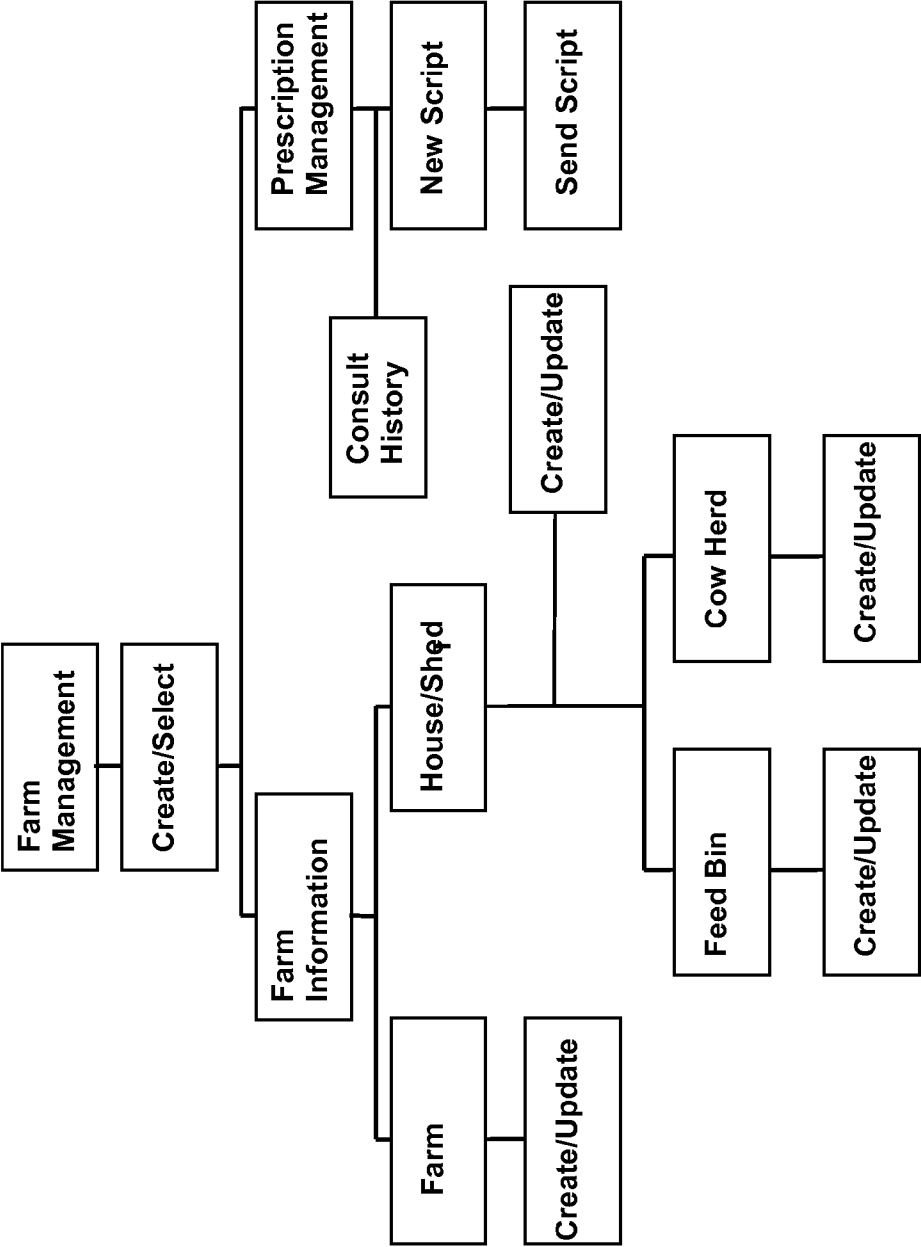 Farm
Management
Create/Select
Farm
Information
Prescription
Management
Farm
House/Shed
Consult
History
New Script
Create/Update
Create/Update
Send Script
Feed Bin
Cow Herd
Create/Update
Create/Update